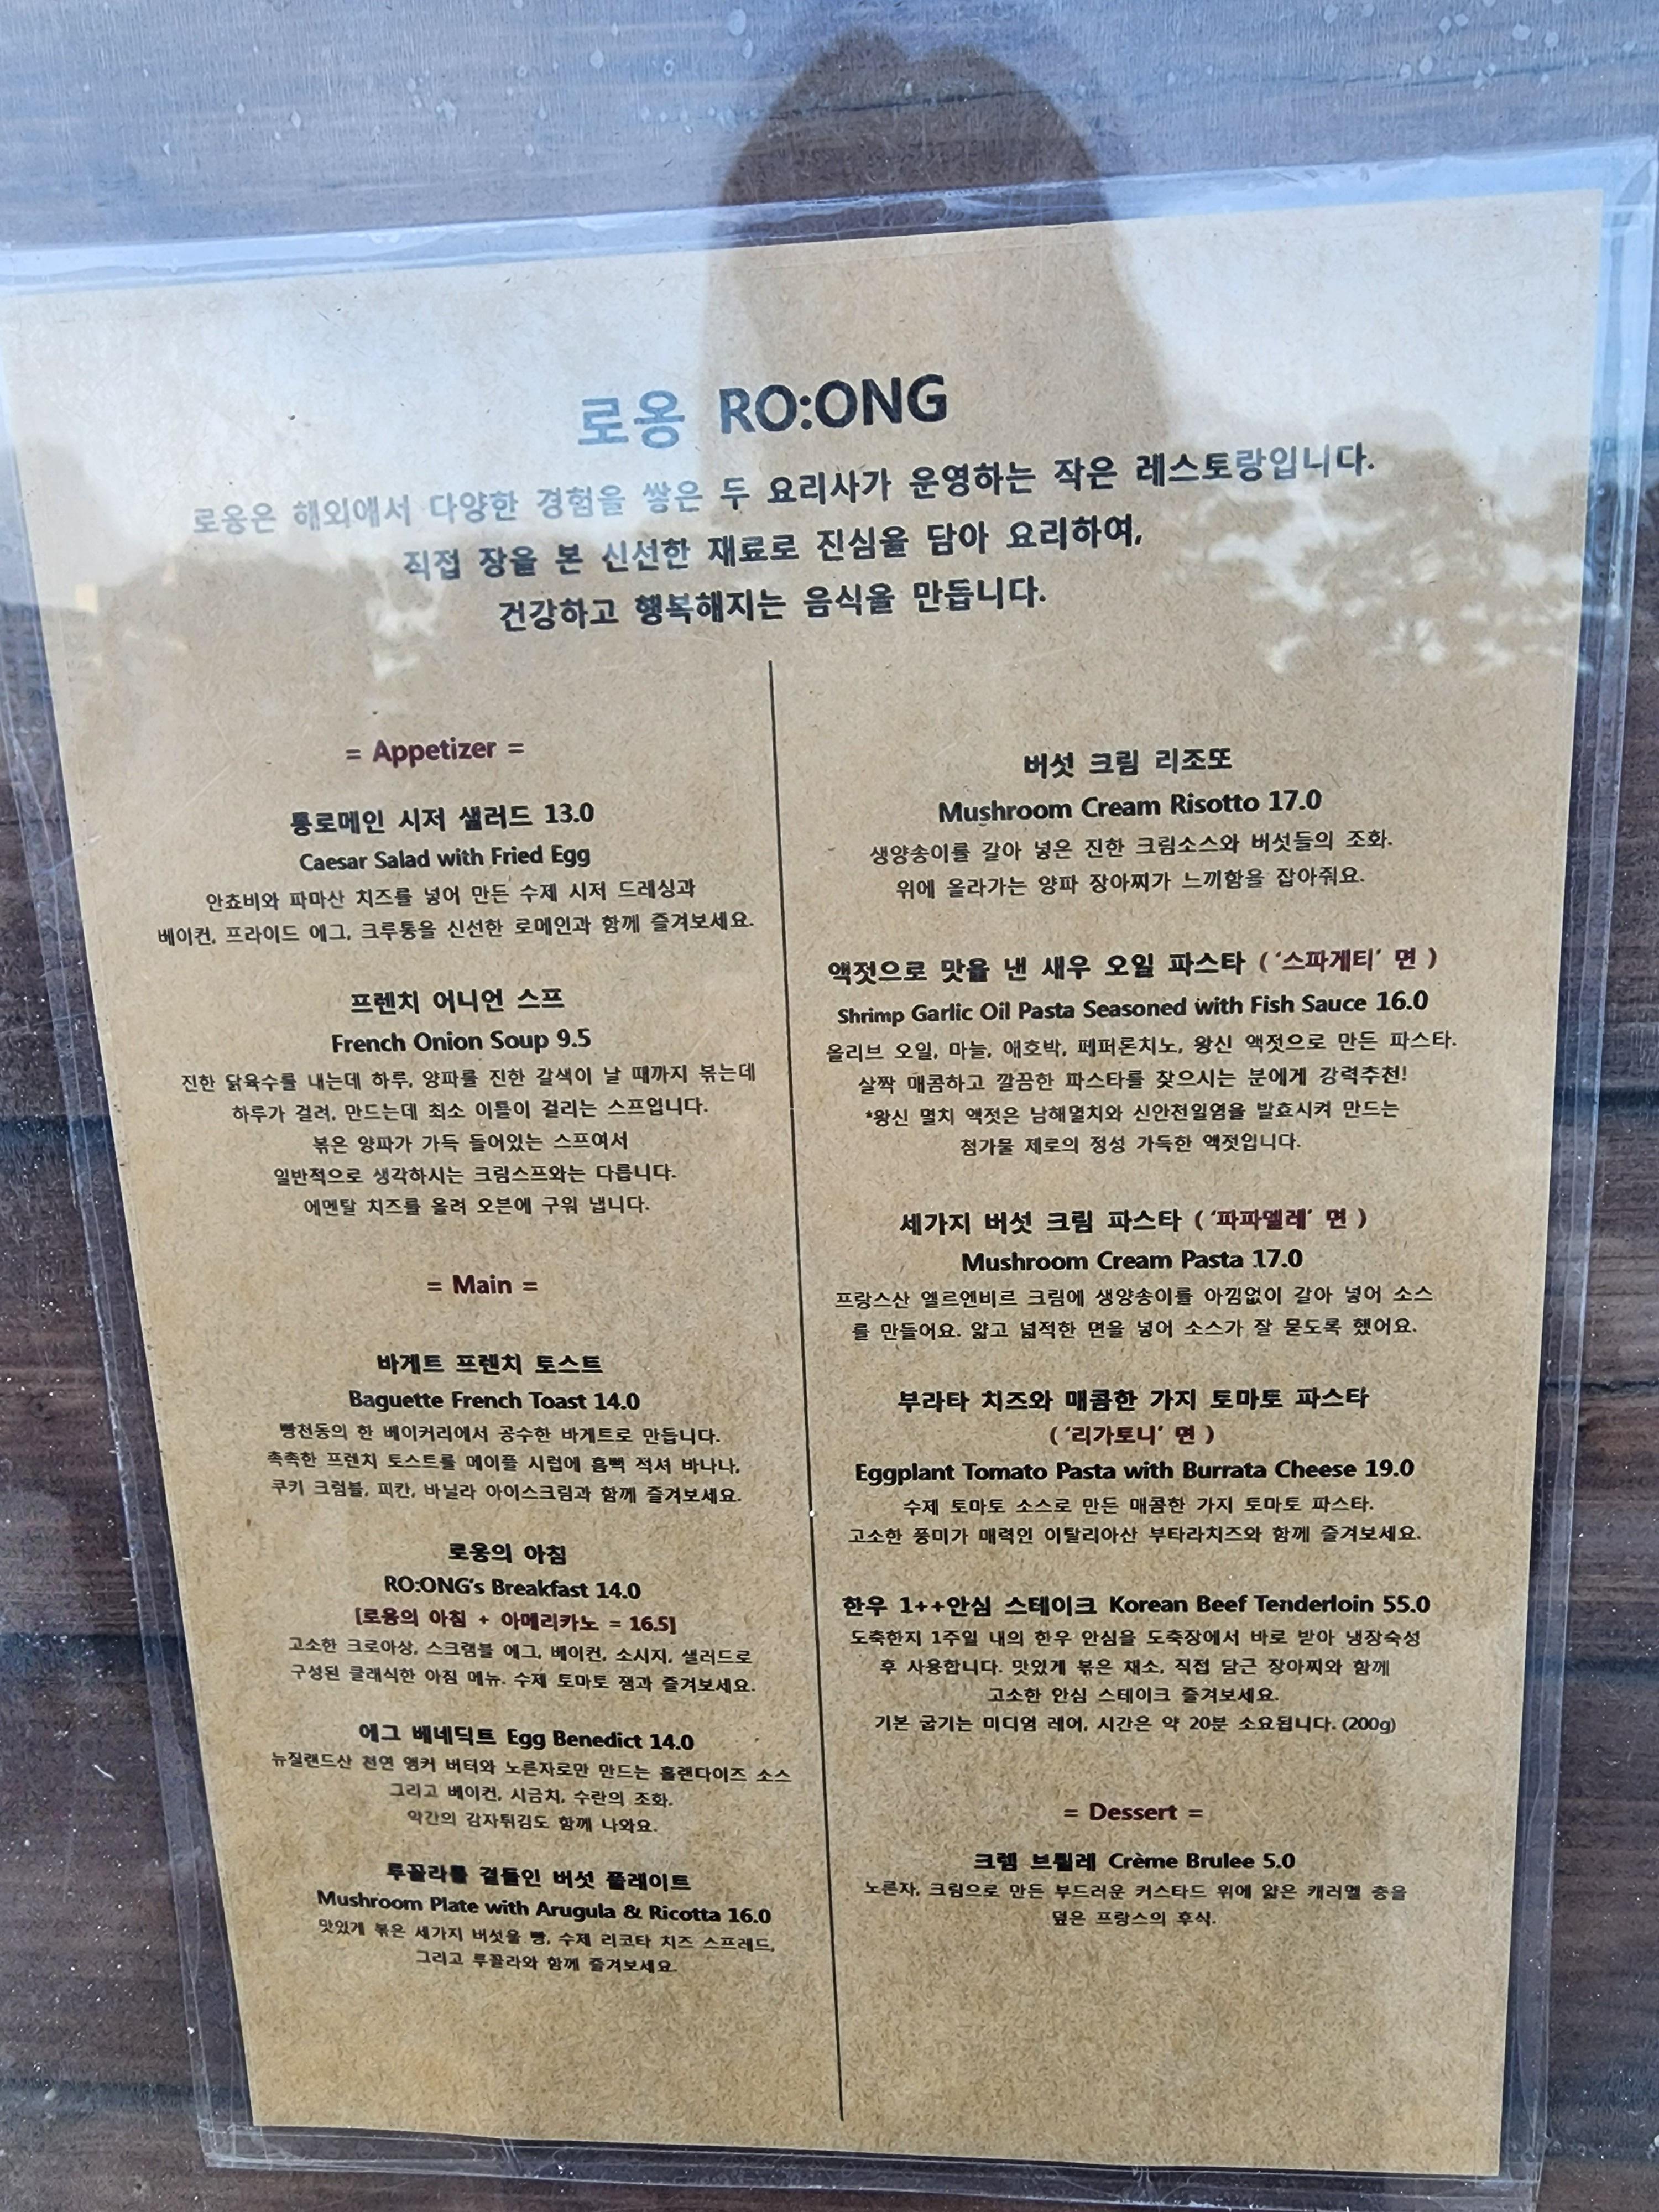 로옹 RO:ONG
로옹은 해외에서 다양한 경험을 쌓은 두 요리사가 운영하는 작은 레스토랑입니다.
직접 장을 본 신선한 재료로 진심을 담아 요리하여,
건강하고 행복해지는 음식을 만듭니다.
= Appetizer =
통로메인 시저 샐러드 13.0
Caesar Salad with Fried Egg
안쵸비와 파마산 치즈를 넣어 만든 수제 시저 드레싱과
베이컨, 프라이드 에그, 크루통을 신선한 로메인과 함께 즐겨보세요.
프렌치 어니언 스프
French Onion Soup 9.5
진한 닭육수를 내는데 하루, 양파를 진한 갈색이 날 때까지 볶는데
하루가 걸려, 만드는데 최소 이틀이 걸리는 스프입니다.
볶은 양파가 가득 들어있는 스프여서
일반적으로 생각하시는 크림스프와는 다릅니다.
에멘탈 치즈를 올려 오븐에 구워 냅니다.
= Main =
바게트 프렌치 토스트
Baguette French Toast 14.0
빵천동의 한 베이커리에서 공수한 바게트로 만듭니다.
촉촉한 프렌치 토스트를 메이플 시럽에 흠뻑 적셔 바나나,
쿠키 크럼블, 피칸, 바닐라 아이스크림과 함께 즐겨보세요.
로옹의 아침
RO:ONG's Breakfast 14.0
[로옹의 아침 + 아메리카노 = 16.5]
고소한 크로아상, 스크램블 에그, 베이컨, 소시지, 샐러드로
구성된 클래식한 아침 메뉴. 수제 토마토 잼과 즐겨보세요.
에그 베네딕트 Egg Benedict 14.0
뉴질랜드산 천연 앵커 버터와 노른자로만 만드는 홀랜다이즈 소스
그리고 베이컨, 시금치, 수란의 조화.
약간의 감자튀김도 함께 나와요.
루꼴라를 곁들인 버섯 플레이트
Mushroom Plate with Arugula & Ricotta 16.0
맛있게 볶은 세가지 버섯을 빵, 수제 리코타 치즈 스프레드,
그리고 루꼴라와 함께 즐겨보세요.
버섯 크림 리조또
Mushroom Cream Risotto 17.0
생양송이를 갈아 넣은 진한 크림소스와 버섯들의 조화.
위에 올라가는 양파 장아찌가 느끼함을 잡아줘요.
액젓으로 맛을 낸 새우 오일 파스타 ( '스파게티' 면 )
Shrimp Garlic Oil Pasta Seasoned with Fish Sauce 16.0
올리브 오일, 마늘, 애호박, 페퍼론치노, 왕신 액젓으로 만든 파스타.
살짝 매콤하고 깔끔한 파스타를 찾으시는 분에게 강력추천!
*왕신 멸치 액젓은 남해멸치와 신안천일염을 발효시켜 만드는
첨가물 제로의 정성 가득한 액젓입니다.
세가지 버섯 크림 파스타 ( '파파델레' 면 )
Mushroom Cream Pasta 17.0
프랑스산 엘르엔비르 크림에 생양송이를 아낌없이 갈아 넣어 소스
를 만들어요. 얇고 넓적한 면을 넣어 소스가 잘 묻도록 했어요.
부라타 치즈와 매콤한 가지 토마토 파스타
( '리가토니' 면 )
Eggplant Tomato Pasta with Burrata Cheese 19.0
수제 토마토 소스로 만든 매콤한 가지 토마토 파스타.
고소한 풍미가 매력인 이탈리아산 부타라치즈와 함께 즐겨보세요.
한우 1++안심 스테이크 Korean Beef Tenderloin 55.0
도축한지 1주일 내의 한우 안심을 도축장에서 바로 받아 냉장숙성
후 사용합니다. 맛있게 볶은 채소, 직접 담근 장아찌와 함께
고소한 안심 스테이크 즐겨보세요.
기본 굽기는 미디엄 레어, 시간은 약 20분 소요됩니다. (200g)
= Dessert =
크렘 브륄레 Crème Brulee 5.0
노른자, 크림으로 만든 부드러운 커스타드 위에 얇은 캐러멜 층을
덮은 프랑스의 후식.